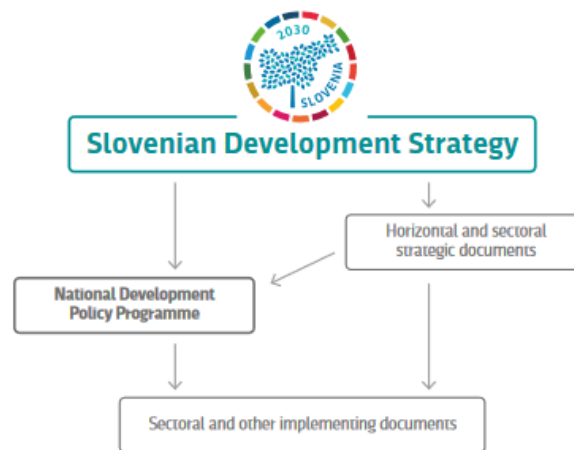 2030
SLOVENIA
Slovenian Development Strategy
Horizontal and sectoral
strategic documents
National Development
Policy Programme
Sectoral and other implementing documents